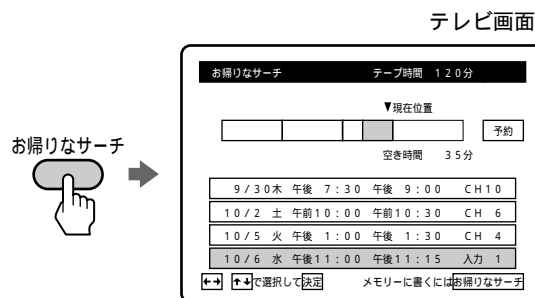 テレビ画面
お帰りなサーチ テープ時間 120分
▼現在位置
予約
空き時間 35分
お帰りなサーチ
9/30木 午後 7:30 午後 9:00 CH10
10/2 土 午前10:00 午前10:30 CH 6
10/5 火 午後 1:00 午後 1:30 CH 4
10/6 水 午後11:00 午後11:15 入力 1
←→ ↑↓で選択して決定 メモリーに書くにはお帰りなサーチ